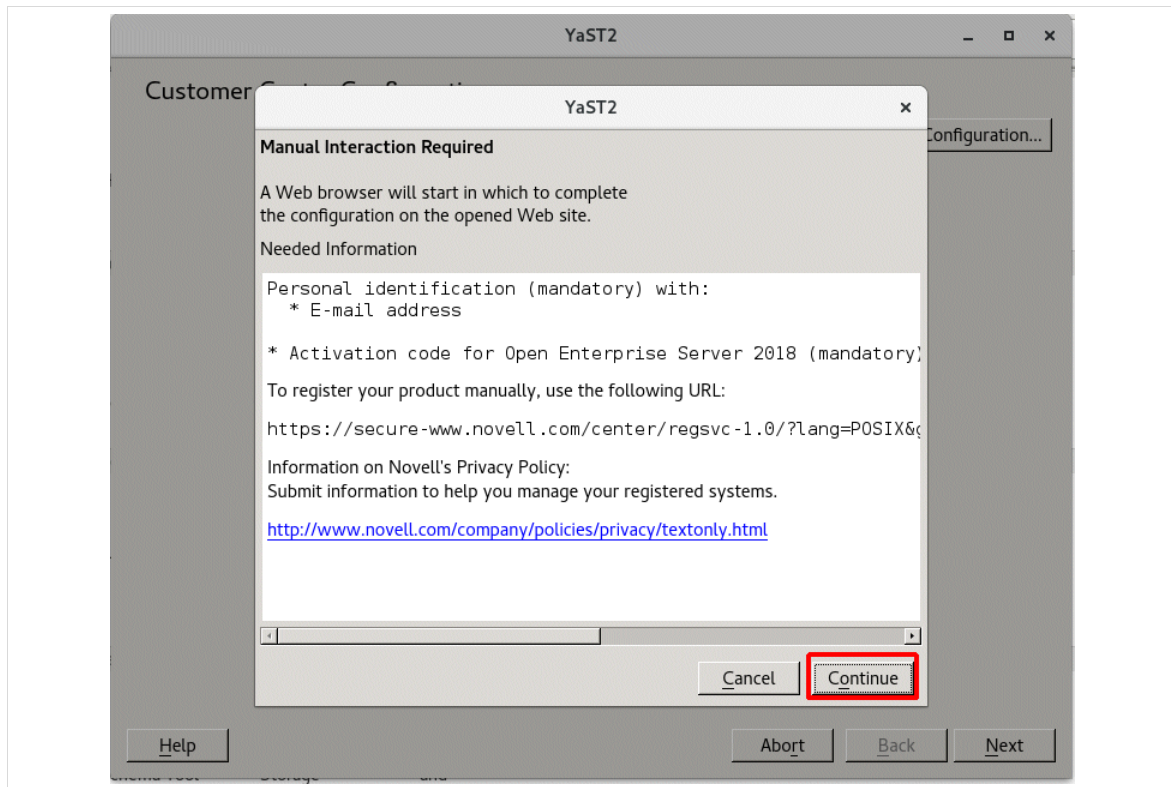 YaST2
Customer
Configuration...
YaST2
Manual Interaction Required
A Web browser will start in which to complete
the configuration on the opened Web site.
Needed Information
Personal identification (mandatory) with:
* E-mail address
* Activation code for Open Enterprise Server 2018 (mandatory)
To register your product manually, use the following URL:
https://secure-www.novell.com/center/regsvc-1.0/?lang=POSIX&
Information on Novell's Privacy Policy:
Submit information to help you manage your registered systems.
http://www.novell.com/company/policies/privacy/textonly.html
Cancel Continue
Help Abort Back Next